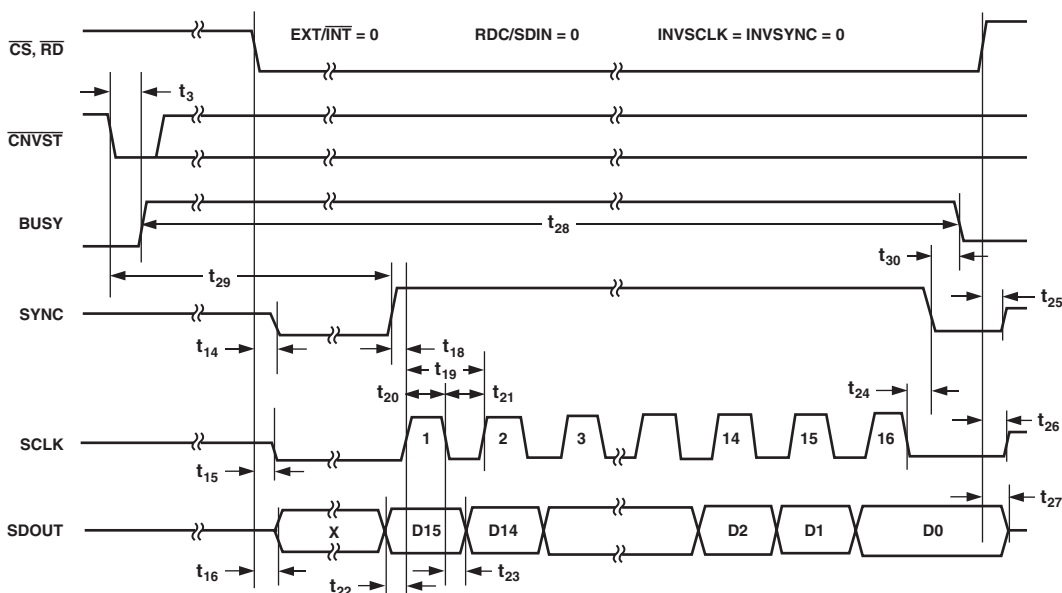 EXT/INT = 0 RDC/SDIN = 0 INVSCLK = INVSYNC = 0
CS, RD
t3
CNVST
BUSY
t28
t30
t29
t25
SYNC
t14
t18
t19
t20
t21
t24
t26
SCLK
1 2 3 14 15 16
t15
t27
SDOUT
X D15 D14 D2 D1 D0
t16
t22
t23